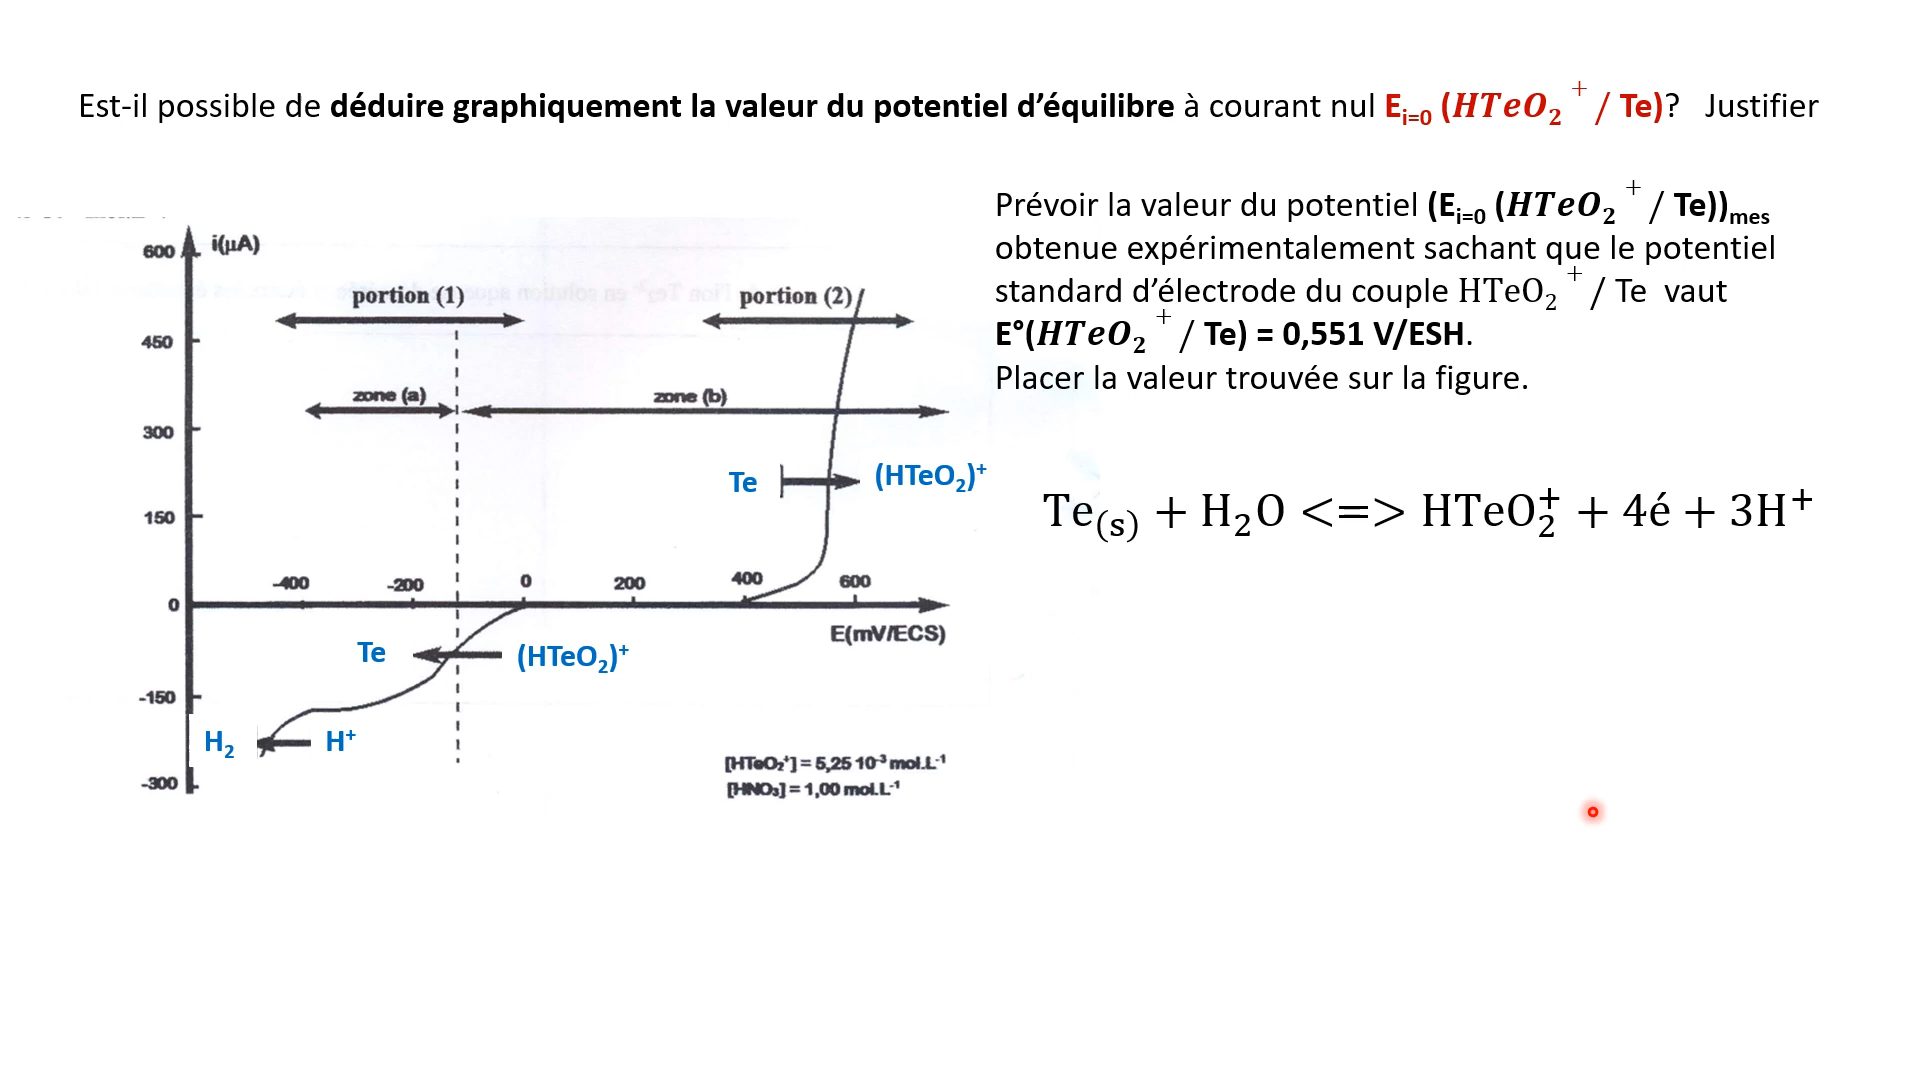 Est-il possible de déduire graphiquement la valeur du potentiel d’équilibre à courant nul Ei=0 (HTeO2 + / Te)? Justifier
Prévoir la valeur du potentiel (Ei=0 (HTeO2 + / Te))mes
obtenue expérimentalement sachant que le potentiel
standard d’électrode du couple HTeO2 + / Te vaut
E°(HTeO2 + / Te) = 0,551 V/ESH.
Placer la valeur trouvée sur la figure.
Te(s) + H2O <=> HTeO2+ + 4é + 3H+
i(µA)
600
450
300
150
0
-150
-300
portion (1)
portion (2)
zone (a)
zone (b)
Te
(HTeO2)+
-400
-200
0
200
400
600
E(mV/ECS)
Te
(HTeO2)+
H2
H+
[HTeO2+] = 5,25 10-3 mol.L-1
[HNO3] = 1,00 mol.L-1